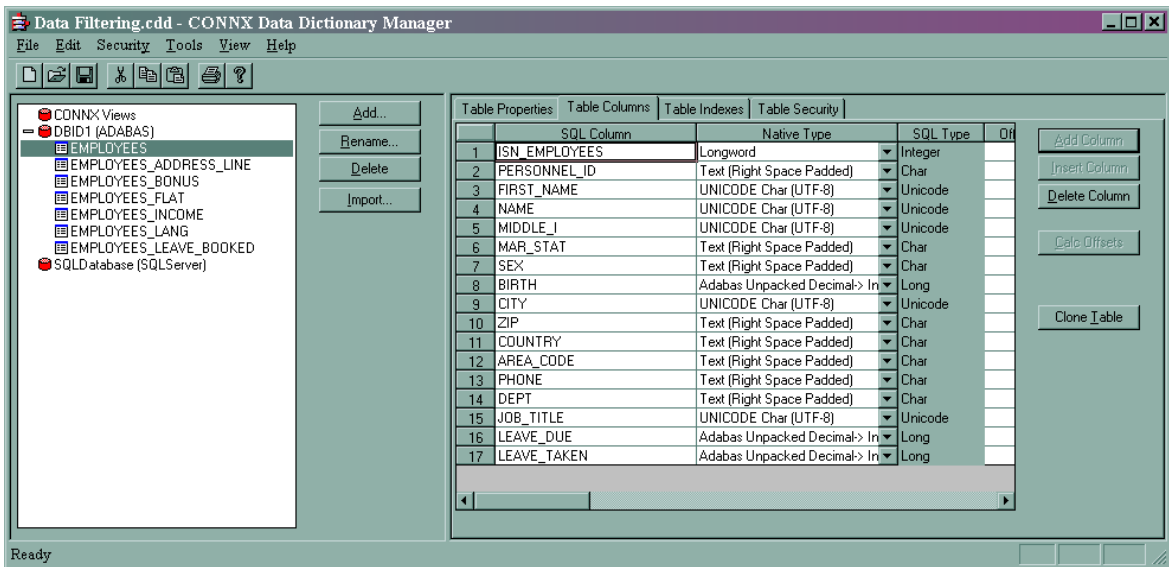 Data Filtering.cdd - CONNX Data Dictionary Manager
File Edit Security Tools View Help
CONNX Views
DBID1 (ADABAS)
EMPLOYEES
EMPLOYEES_ADDRESS_LINE
EMPLOYEES_BONUS
EMPLOYEES_FLAT
EMPLOYEES_INCOME
EMPLOYEES_LANG
EMPLOYEES_LEAVE_BOOKED
SQLDatabase (SQLServer)
Add...
Rename...
Delete
Import...
Table Properties Table Columns Table Indexes Table Security
SQL Column Native Type SQL Type Off
1 ISN_EMPLOYEES Longword Integer
2 PERSONNEL_ID Text (Right Space Padded) Char
3 FIRST_NAME UNICODE Char (UTF-8) Unicode
4 NAME UNICODE Char (UTF-8) Unicode
5 MIDDLE_I UNICODE Char (UTF-8) Unicode
6 MAR_STAT Text (Right Space Padded) Char
7 SEX Text (Right Space Padded) Char
8 BIRTH Adabas Unpacked Decimal-> In Long
9 CITY UNICODE Char (UTF-8) Unicode
10 ZIP Text (Right Space Padded) Char
11 COUNTRY Text (Right Space Padded) Char
12 AREA_CODE Text (Right Space Padded) Char
13 PHONE Text (Right Space Padded) Char
14 DEPT Text (Right Space Padded) Char
15 JOB_TITLE UNICODE Char (UTF-8) Unicode
16 LEAVE_DUE Adabas Unpacked Decimal-> In Long
17 LEAVE_TAKEN Adabas Unpacked Decimal-> In Long
Add Column
Insert Column
Delete Column
Calc Offsets
Clone Table
Ready